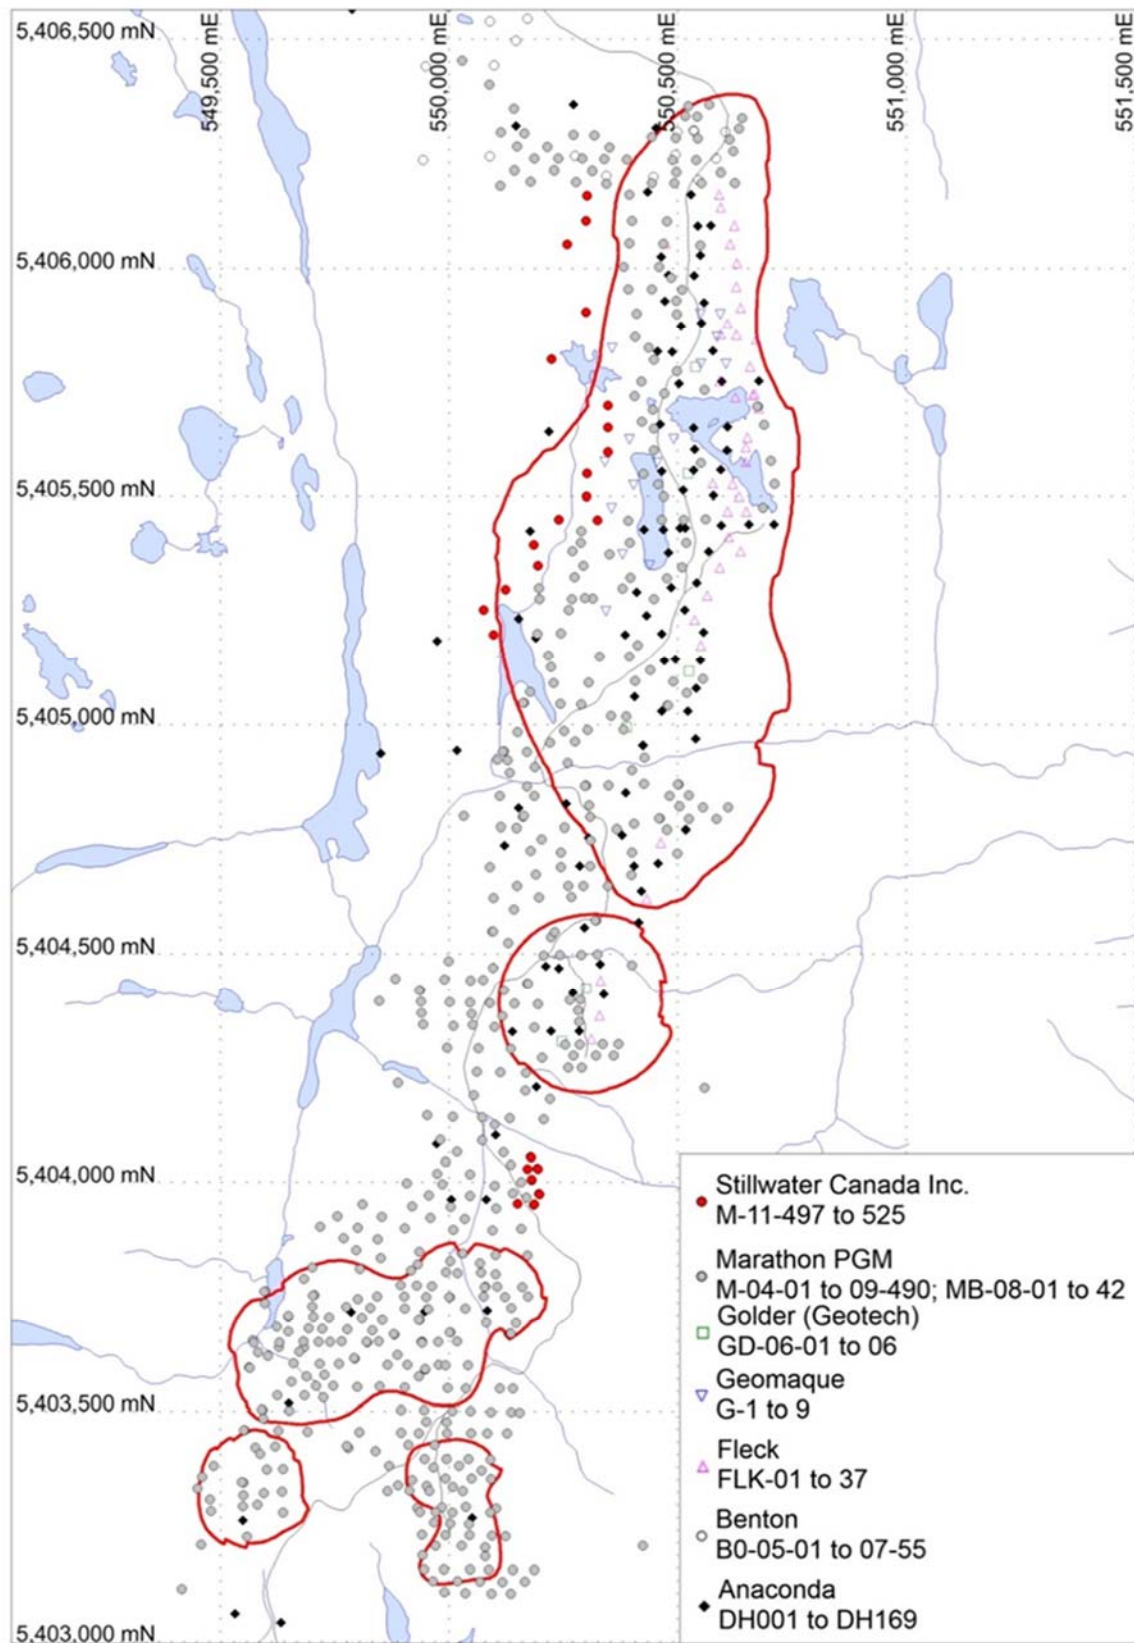 5,406,500 mN
549,500 mE
550,000 mE
550,500 mE
551,000 mE
551,500 mE
5,406,000 mN
5,405,500 mN
5,405,000 mN
5,404,500 mN
5,404,000 mN
5,403,500 mN
5,403,000 mN
Stillwater Canada Inc.
M-11-497 to 525
Marathon PGM
M-04-01 to 09-490; MB-08-01 to 42
Golder (Geotech)
GD-06-01 to 06
Geomaque
G-1 to 9
Fleck
FLK-01 to 37
Benton
B0-05-01 to 07-55
Anaconda
DH001 to DH169